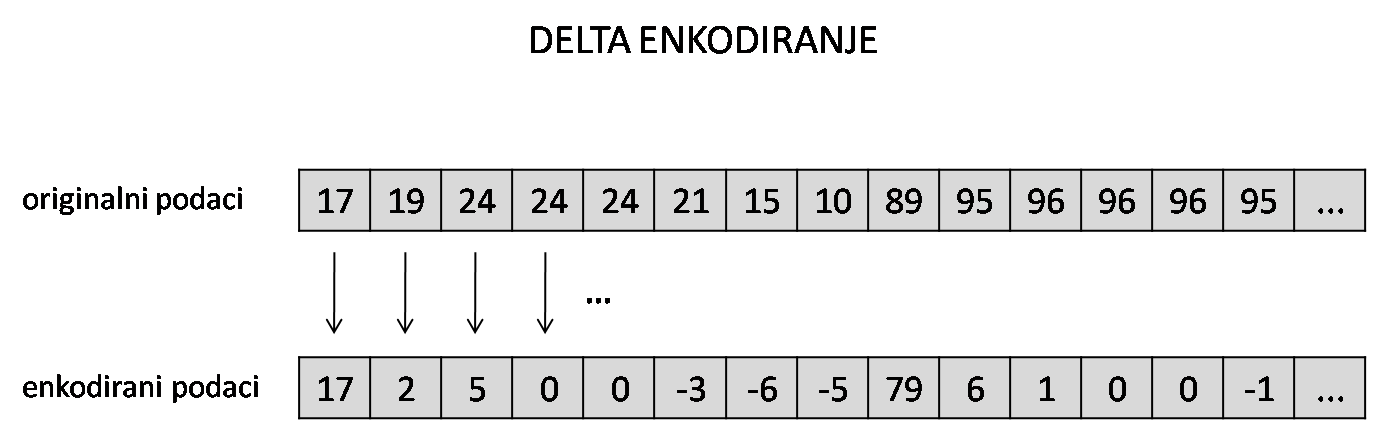 DELTA ENKODIRANJE
originalni podaci 17 19 24 24 24 21 15 10 89 95 96 96 96 95 ...
...
enkodirani podaci 17 2 5 0 0 -3 -6 -5 79 6 1 0 0 -1 ...